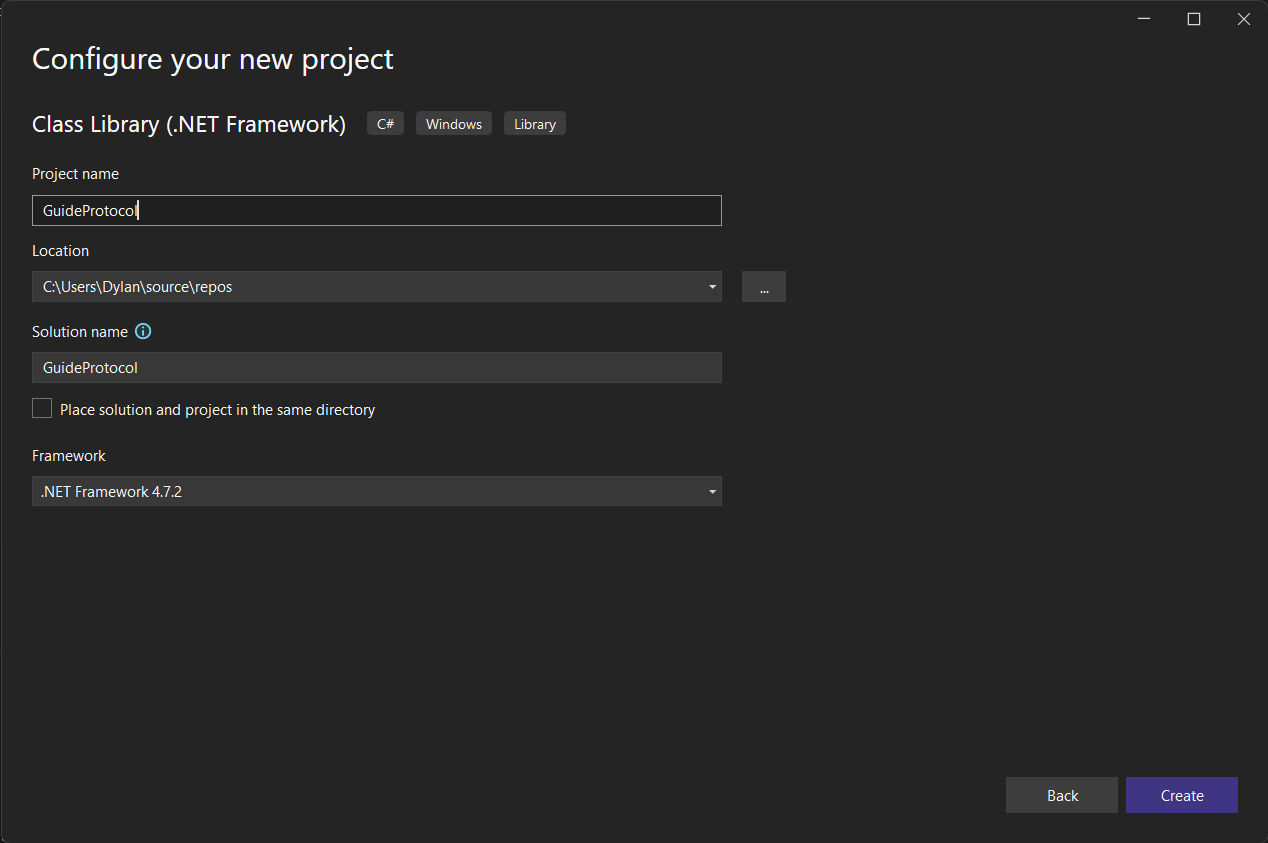 Configure your new project
Class Library (.NET Framework) C# Windows Library
Project name
GuideProtocol
Location
C:\Users\Dylan\source\repos
...
Solution name
GuideProtocol
Place solution and project in the same directory
Framework
.NET Framework 4.7.2
Back Create